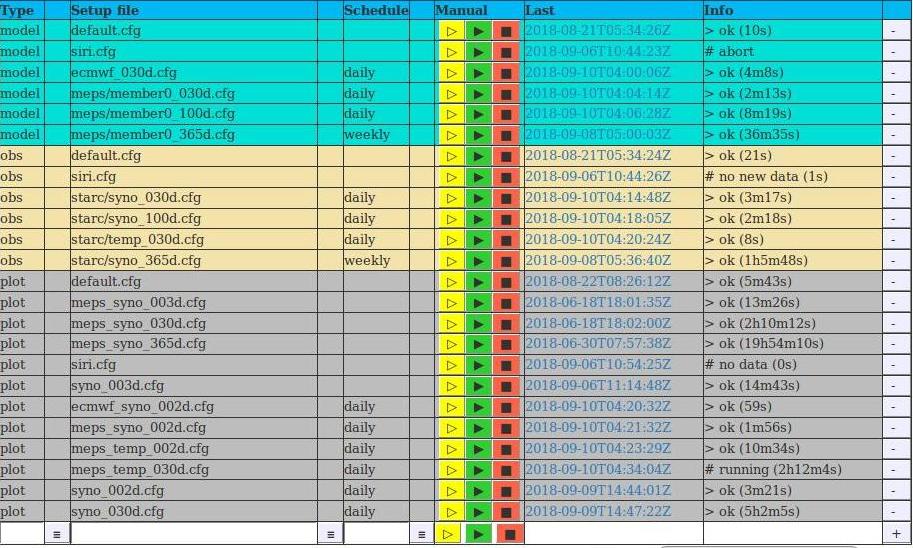 Type Setup file Schedule Manual Last Info
model default.cfg ▷ ▶ ■ 2018-08-21T05:34:26Z > ok (10s) -
model siri.cfg ▷ ▶ ■ 2018-09-06T10:44:23Z # abort -
model ecmwf_030d.cfg daily ▷ ▶ ■ 2018-09-10T04:00:06Z > ok (4m8s) -
model meps/member0_030d.cfg daily ▷ ▶ ■ 2018-09-10T04:04:14Z > ok (2m13s) -
model meps/member0_100d.cfg daily ▷ ▶ ■ 2018-09-10T04:06:28Z > ok (8m19s) -
model meps/member0_365d.cfg weekly ▷ ▶ ■ 2018-09-08T05:00:03Z > ok (36m35s) -
obs default.cfg ▷ ▶ ■ 2018-08-21T05:34:24Z > ok (21s) -
obs siri.cfg ▷ ▶ ■ 2018-09-06T10:44:26Z # no new data (1s) -
obs starc/syno_030d.cfg daily ▷ ▶ ■ 2018-09-10T04:14:48Z > ok (3m17s) -
obs starc/syno_100d.cfg daily ▷ ▶ ■ 2018-09-10T04:18:05Z > ok (2m18s) -
obs starc/temp_030d.cfg daily ▷ ▶ ■ 2018-09-10T04:20:24Z > ok (8s) -
obs starc/syno_365d.cfg weekly ▷ ▶ ■ 2018-09-08T05:36:40Z > ok (1h5m48s) -
plot default.cfg ▷ ▶ ■ 2018-08-22T08:26:12Z > ok (5m43s) -
plot meps_syno_003d.cfg ▷ ▶ ■ 2018-06-18T18:01:35Z > ok (13m26s) -
plot meps_syno_030d.cfg ▷ ▶ ■ 2018-06-18T18:02:00Z > ok (2h10m12s) -
plot meps_syno_365d.cfg ▷ ▶ ■ 2018-06-30T07:57:38Z > ok (19h54m10s) -
plot siri.cfg ▷ ▶ ■ 2018-09-06T10:54:25Z # no data (0s) -
plot syno_003d.cfg ▷ ▶ ■ 2018-09-06T11:14:48Z > ok (14m43s) -
plot ecmwf_syno_002d.cfg daily ▷ ▶ ■ 2018-09-10T04:20:32Z > ok (59s) -
plot meps_syno_002d.cfg daily ▷ ▶ ■ 2018-09-10T04:21:32Z > ok (1m56s) -
plot meps_temp_002d.cfg daily ▷ ▶ ■ 2018-09-10T04:23:29Z > ok (10m34s) -
plot meps_temp_030d.cfg daily ▷ ▶ ■ 2018-09-10T04:34:04Z # running (2h12m4s) -
plot syno_002d.cfg daily ▷ ▶ ■ 2018-09-09T14:44:01Z > ok (3m21s) -
plot syno_030d.cfg daily ▷ ▶ ■ 2018-09-09T14:47:22Z > ok (5h2m5s) -
≡ ≡ ≡ ▷ ▶ ■ +